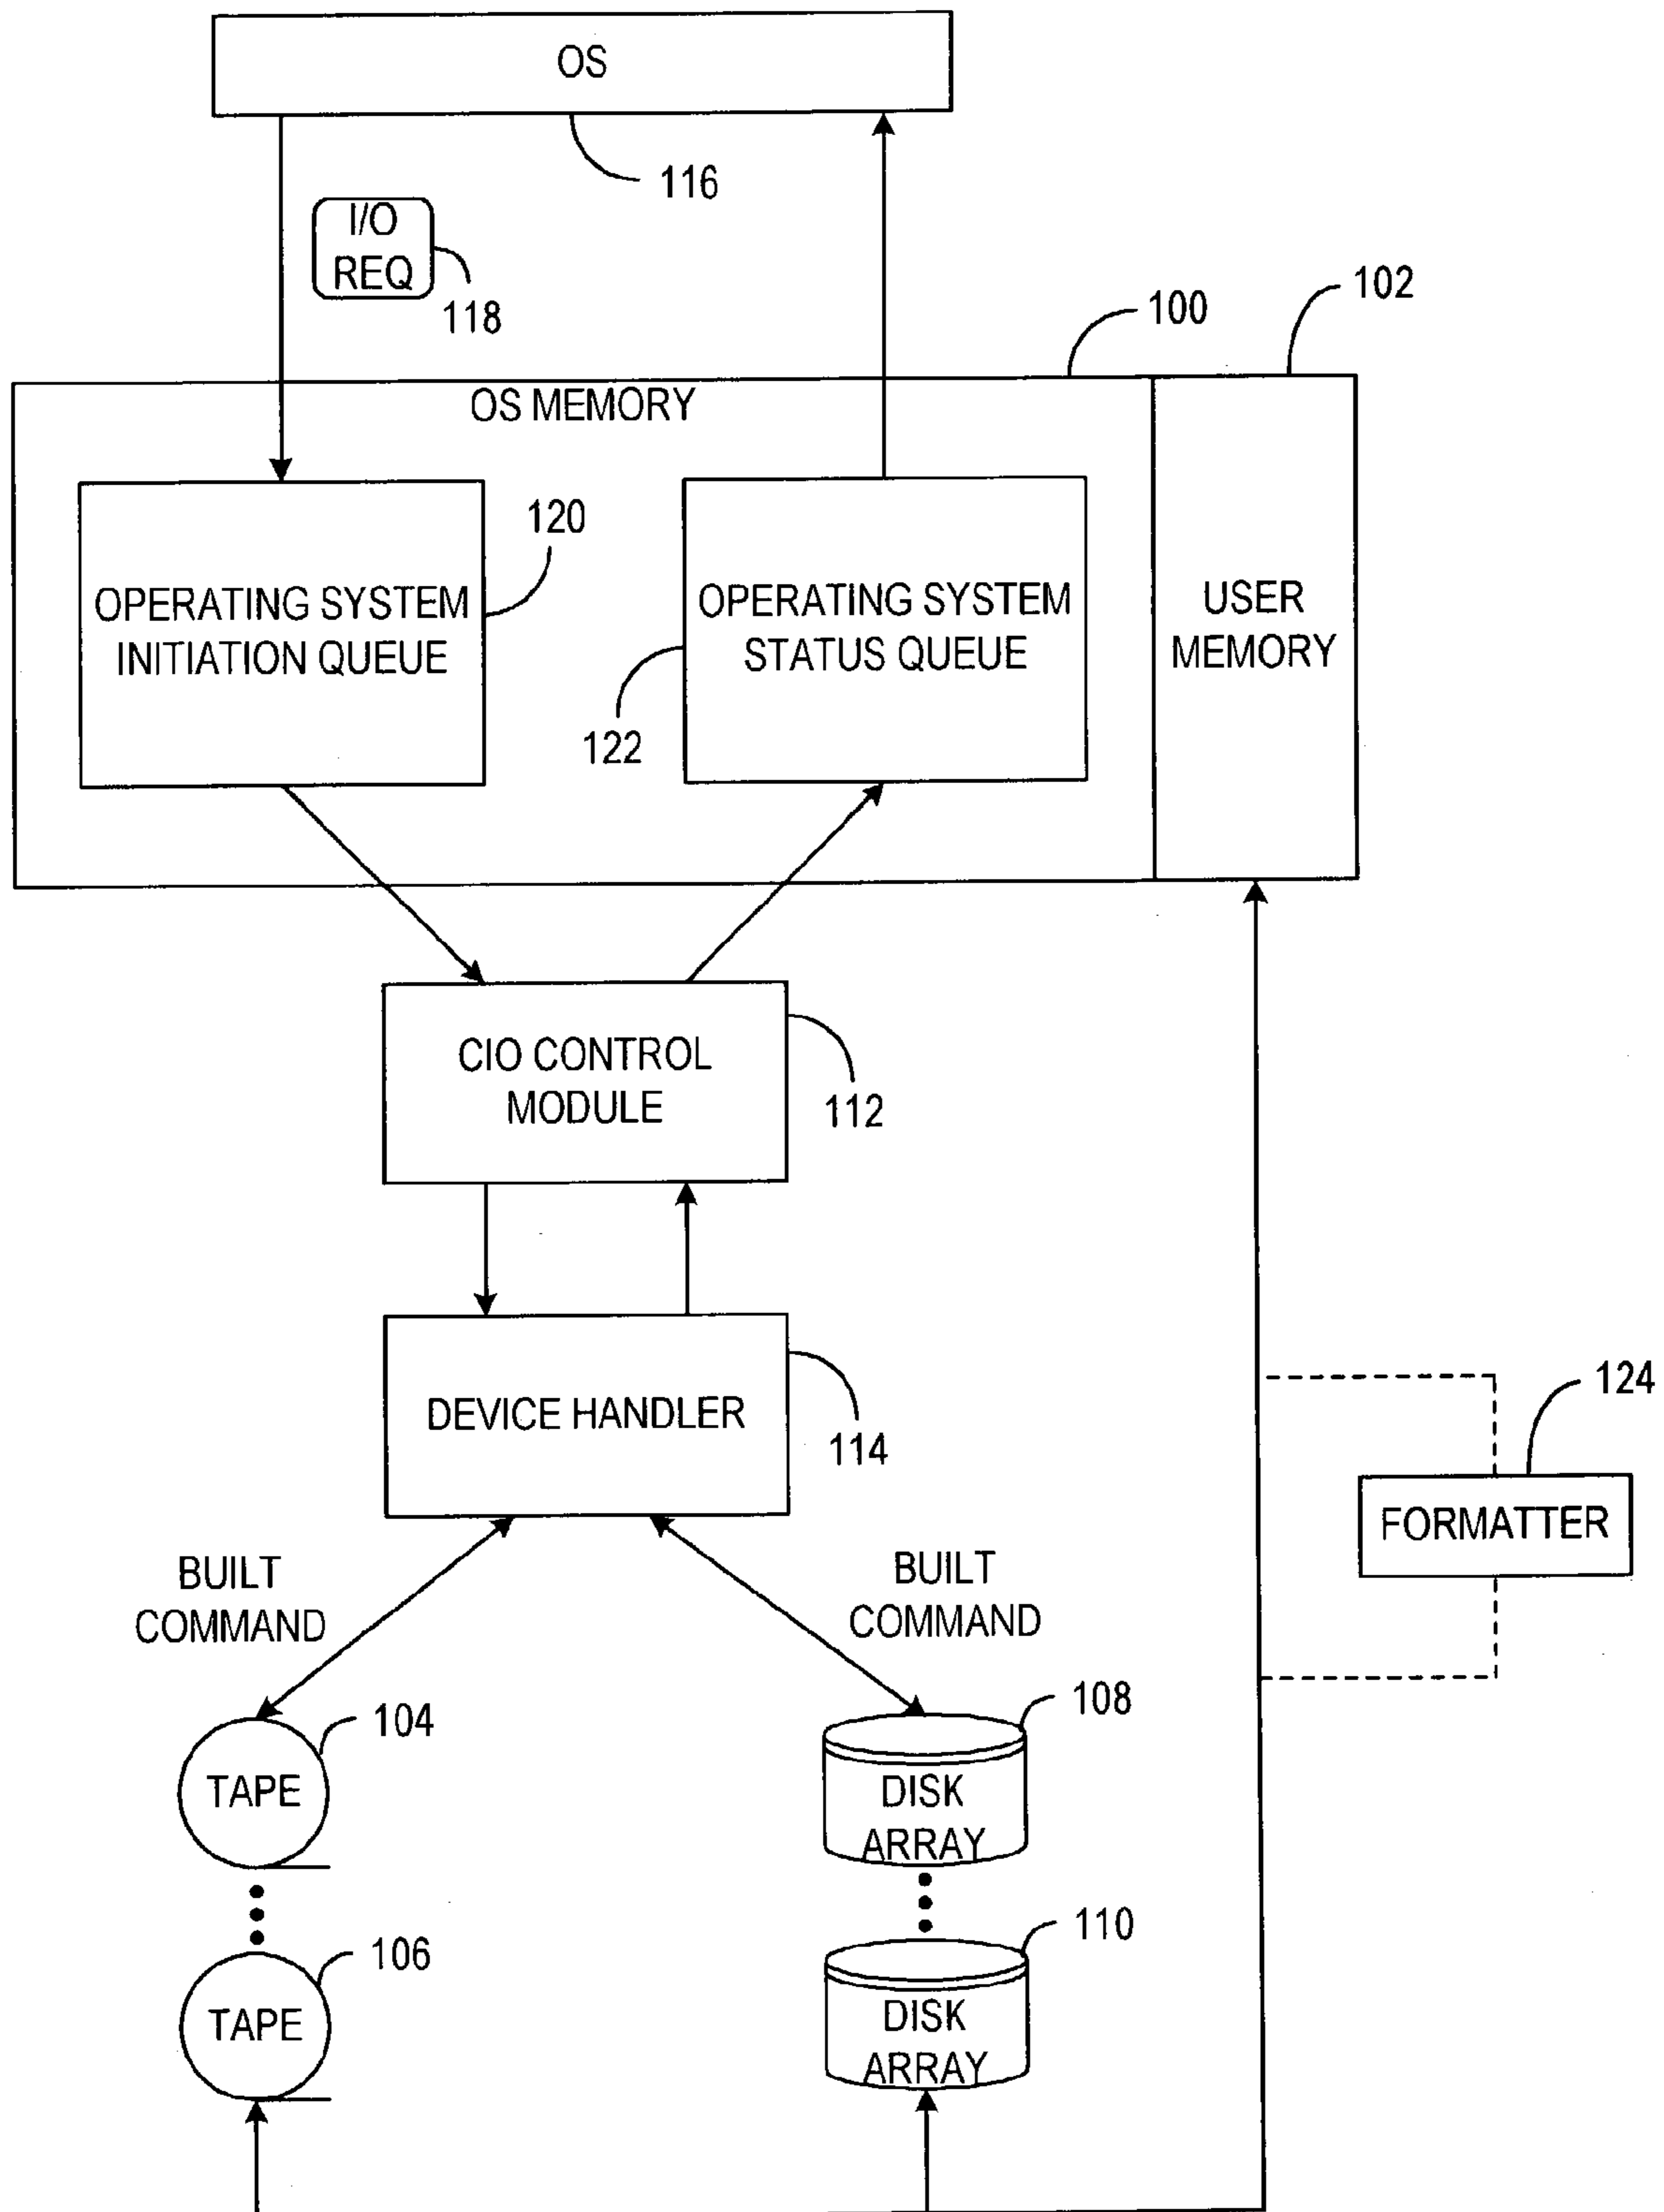 OS
116
I/O
REQ
118
100
102
OS MEMORY
120
OPERATING SYSTEM
INITIATION QUEUE
OPERATING SYSTEM
STATUS QUEUE
122
USER
MEMORY
CIO CONTROL
MODULE
112
DEVICE HANDLER
114
124
FORMATTER
BUILT
COMMAND
BUILT
COMMAND
104
TAPE
108
DISK
ARRAY
106
TAPE
110
DISK
ARRAY